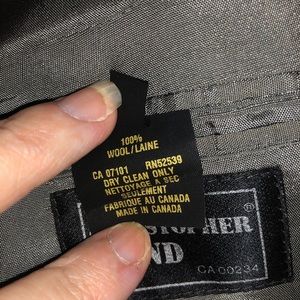 100%
WOOL/LAINE
CA 07101 RN52539
DRY CLEAN ONLY
NETTOYAGE A SEC
SEULEMENT
FABRIQUE AU CANADA
MADE IN CANADA
®
CA 00234